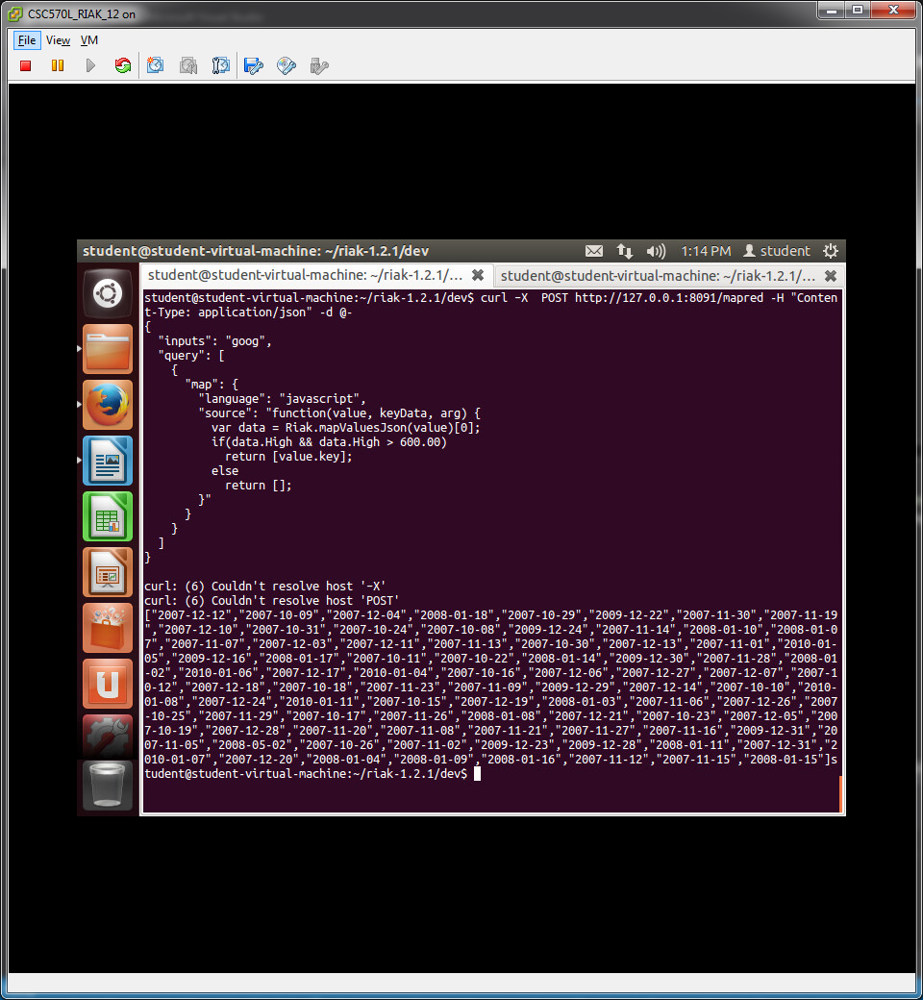 CSC570L_RIAK_12 on
File View VM
student@student-virtual-machine: ~/riak-1.2.1/dev 1:14 PM student
student@student-virtual-machine: ~/riak-1.2.1/... student@student-virtual-machine: ~/riak-1.2.1/...
student@student-virtual-machine:~/riak-1.2.1/dev$ curl –X  POST http://127.0.0.1:8091/mapred -H "Conten
t-Type: application/json" -d @-
{
  "inputs": "goog",
  "query": [
    {
      "map": {
        "language": "javascript",
        "source": "function(value, keyData, arg) {
          var data = Riak.mapValuesJson(value)[0];
          if(data.High && data.High > 600.00)
            return [value.key];
          else
            return [];
        }"
      }
    }
  ]
}
curl: (6) Couldn't resolve host '–X'
curl: (6) Couldn't resolve host 'POST'
["2007-12-12","2007-10-09","2007-12-04","2008-01-18","2007-10-29","2009-12-22","2007-11-30","2007-11-19
","2007-12-10","2007-10-31","2007-10-24","2007-10-08","2009-12-24","2007-11-14","2008-01-10","2008-01-0
7","2007-11-07","2007-12-03","2007-12-11","2007-11-13","2007-10-30","2007-12-13","2007-11-01","2010-01-
05","2009-12-16","2008-01-17","2007-10-11","2007-10-22","2008-01-14","2009-12-30","2007-11-28","2008-01
-02","2010-01-06","2007-12-17","2010-01-04","2007-10-16","2007-12-06","2007-12-27","2007-12-07","2007-1
0-12","2007-12-18","2007-10-18","2007-11-23","2007-11-09","2009-12-29","2007-12-14","2007-10-10","2010-
01-08","2007-12-24","2010-01-11","2007-10-15","2007-12-19","2008-01-03","2007-11-06","2007-12-26","2007
-10-25","2007-11-29","2007-10-17","2007-11-26","2008-01-08","2007-12-21","2007-10-23","2007-12-05","200
7-10-19","2007-12-28","2007-11-20","2007-11-08","2007-11-21","2007-11-27","2007-11-16","2009-12-31","20
07-11-05","2008-05-02","2007-10-26","2007-11-02","2009-12-23","2009-12-28","2008-01-11","2007-12-31","2
010-01-07","2007-12-20","2008-01-04","2008-01-09","2008-01-16","2007-11-12","2007-11-15","2008-01-15"]s
tudent@student-virtual-machine:~/riak-1.2.1/dev$